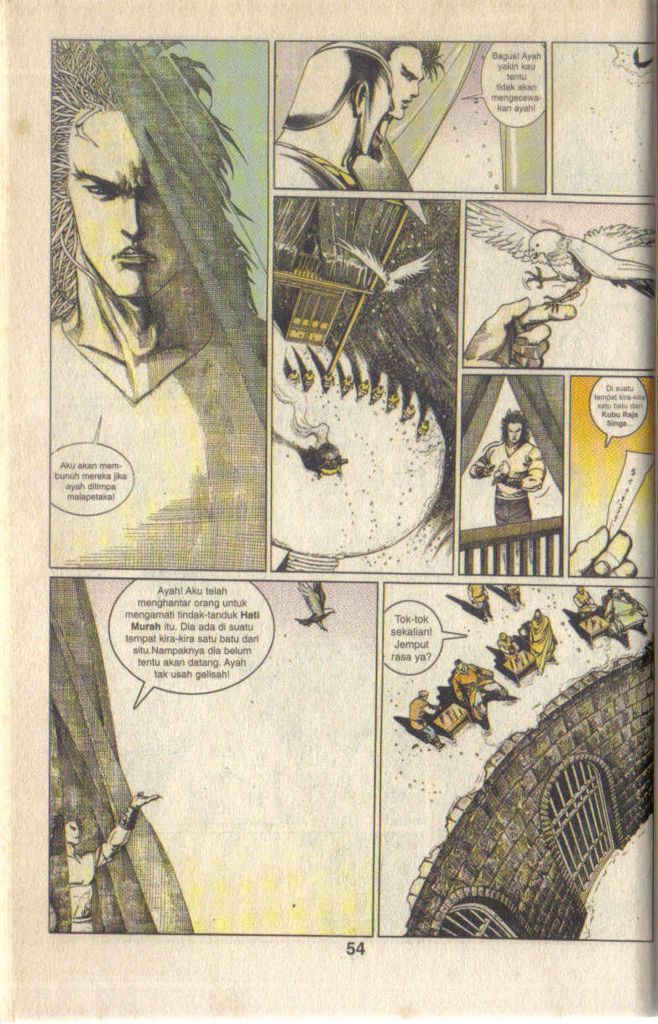 Aku akan mem-
bunuh mereka jika
ayah ditimpa
malapetaka!
Bagus! Ayah
yakin kau
tentu
tidak akan
mengecewa-
kan ayah!
Di suatu
tempat kira-kira
satu batu dari
Kubu Raja
Singa...
Ayah! Aku telah
menghantar orang untuk
mengamati tindak-tanduk Hati
Murah itu. Dia ada di suatu
tempat kira-kira satu batu dari
situ.Nampaknya dia belum
tentu akan datang. Ayah
tak usah gelisah!
Tok-tok
sekalian!
Jemput
rasa ya?
54